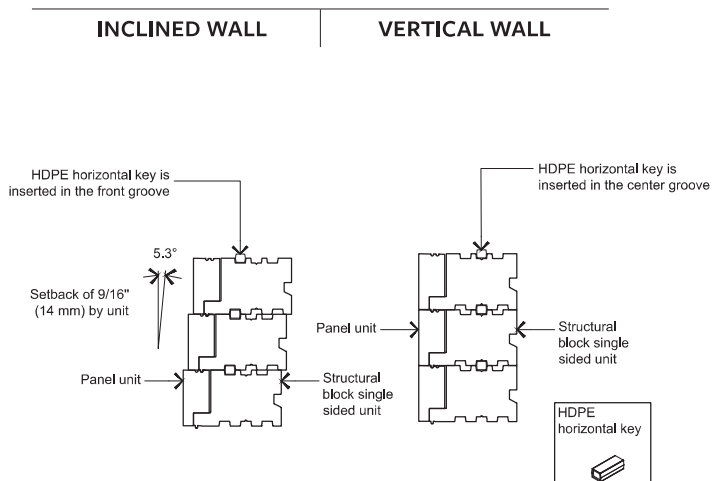 INCLINED WALL
VERTICAL WALL
HDPE horizontal key is
inserted in the front groove
5.3°
Setback of 9/16"
(14 mm) by unit
Panel unit
Structural
block single
sided unit
HDPE horizontal key is
inserted in the center groove
Panel unit
Structural
block single
sided unit
HDPE
horizontal key